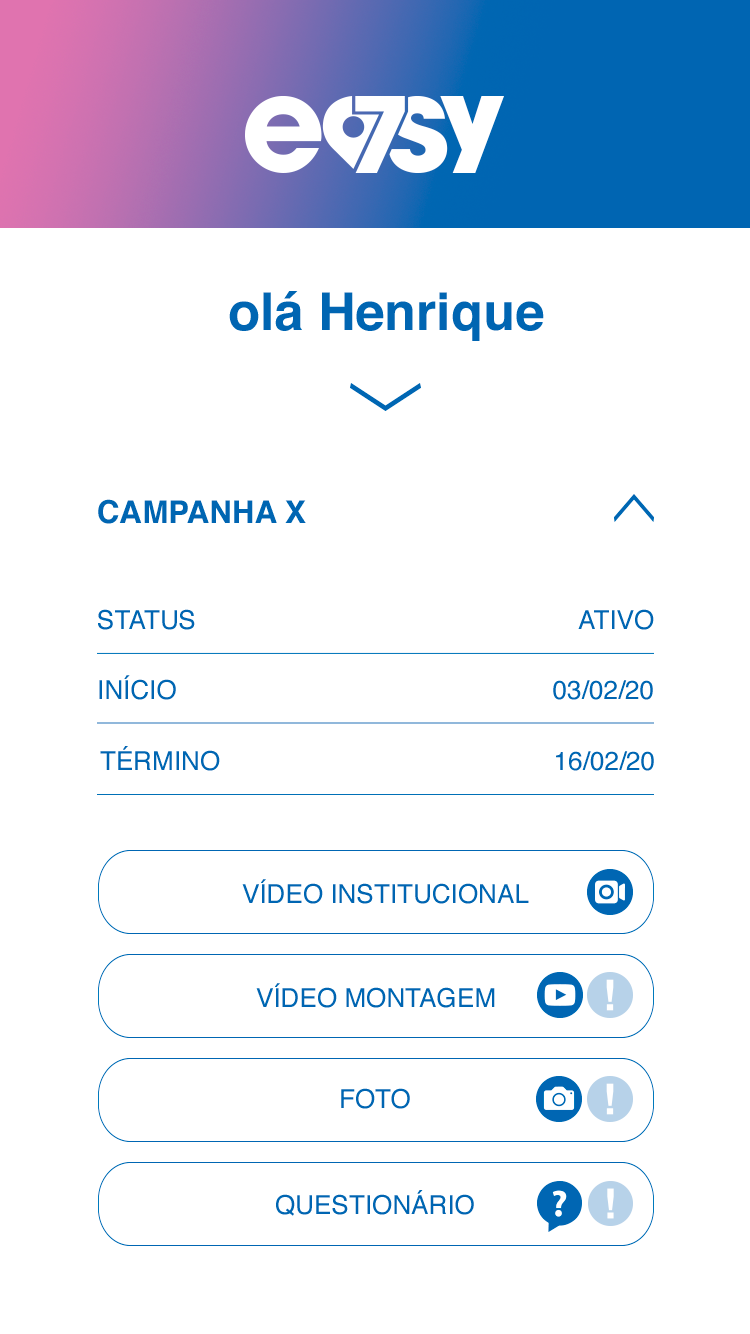 easy
olá Henrique
CAMPANHA X
STATUS ATIVO
INÍCIO 03/02/20
TÉRMINO 16/02/20
VÍDEO INSTITUCIONAL
VÍDEO MONTAGEM !
FOTO !
QUESTIONÁRIO ? !